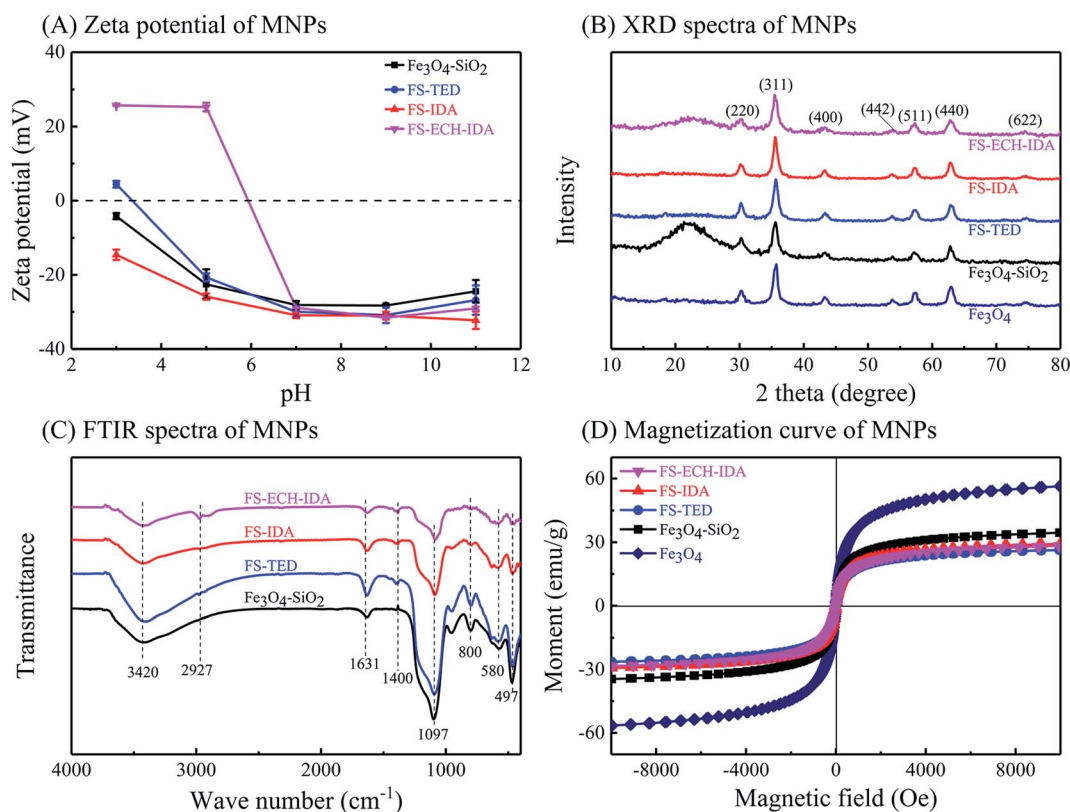 (A) Zeta potential of MNPs
Zeta potential (mV)
40
20
0
-20
-40
2
4
6
8
10
12
pH
Fe₃O₄-SiO₂
FS-TED
FS-IDA
FS-ECH-IDA
(B) XRD spectra of MNPs
Intensity
(220)
(311)
(400)
(442)
(511)
(440)
(622)
FS-ECH-IDA
FS-IDA
FS-TED
Fe₃O₄-SiO₂
Fe₃O₄
10
20
30
40
50
60
70
80
2 theta (degree)
(C) FTIR spectra of MNPs
Transmittance
FS-ECH-IDA
FS-IDA
FS-TED
Fe₃O₄-SiO₂
3420
2927
1631
1400
1097
800
580
497
4000
3000
2000
1000
Wave number (cm⁻¹)
(D) Magnetization curve of MNPs
Moment (emu/g)
60
30
0
-30
-60
FS-ECH-IDA
FS-IDA
FS-TED
Fe₃O₄-SiO₂
Fe₃O₄
-8000
-4000
0
4000
8000
Magnetic field (Oe)